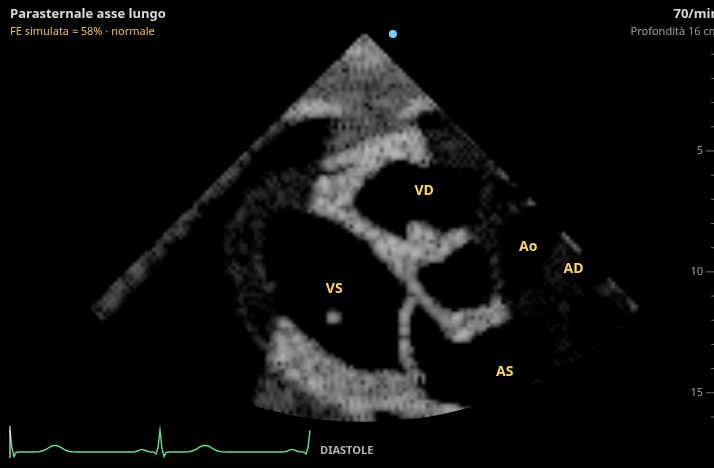 Parasternale asse lungo
70/min
FE simulata ≈ 58% · normale
Profondità 16 cm
5
VD
Ao
AD
10
VS
AS
15
DIASTOLE